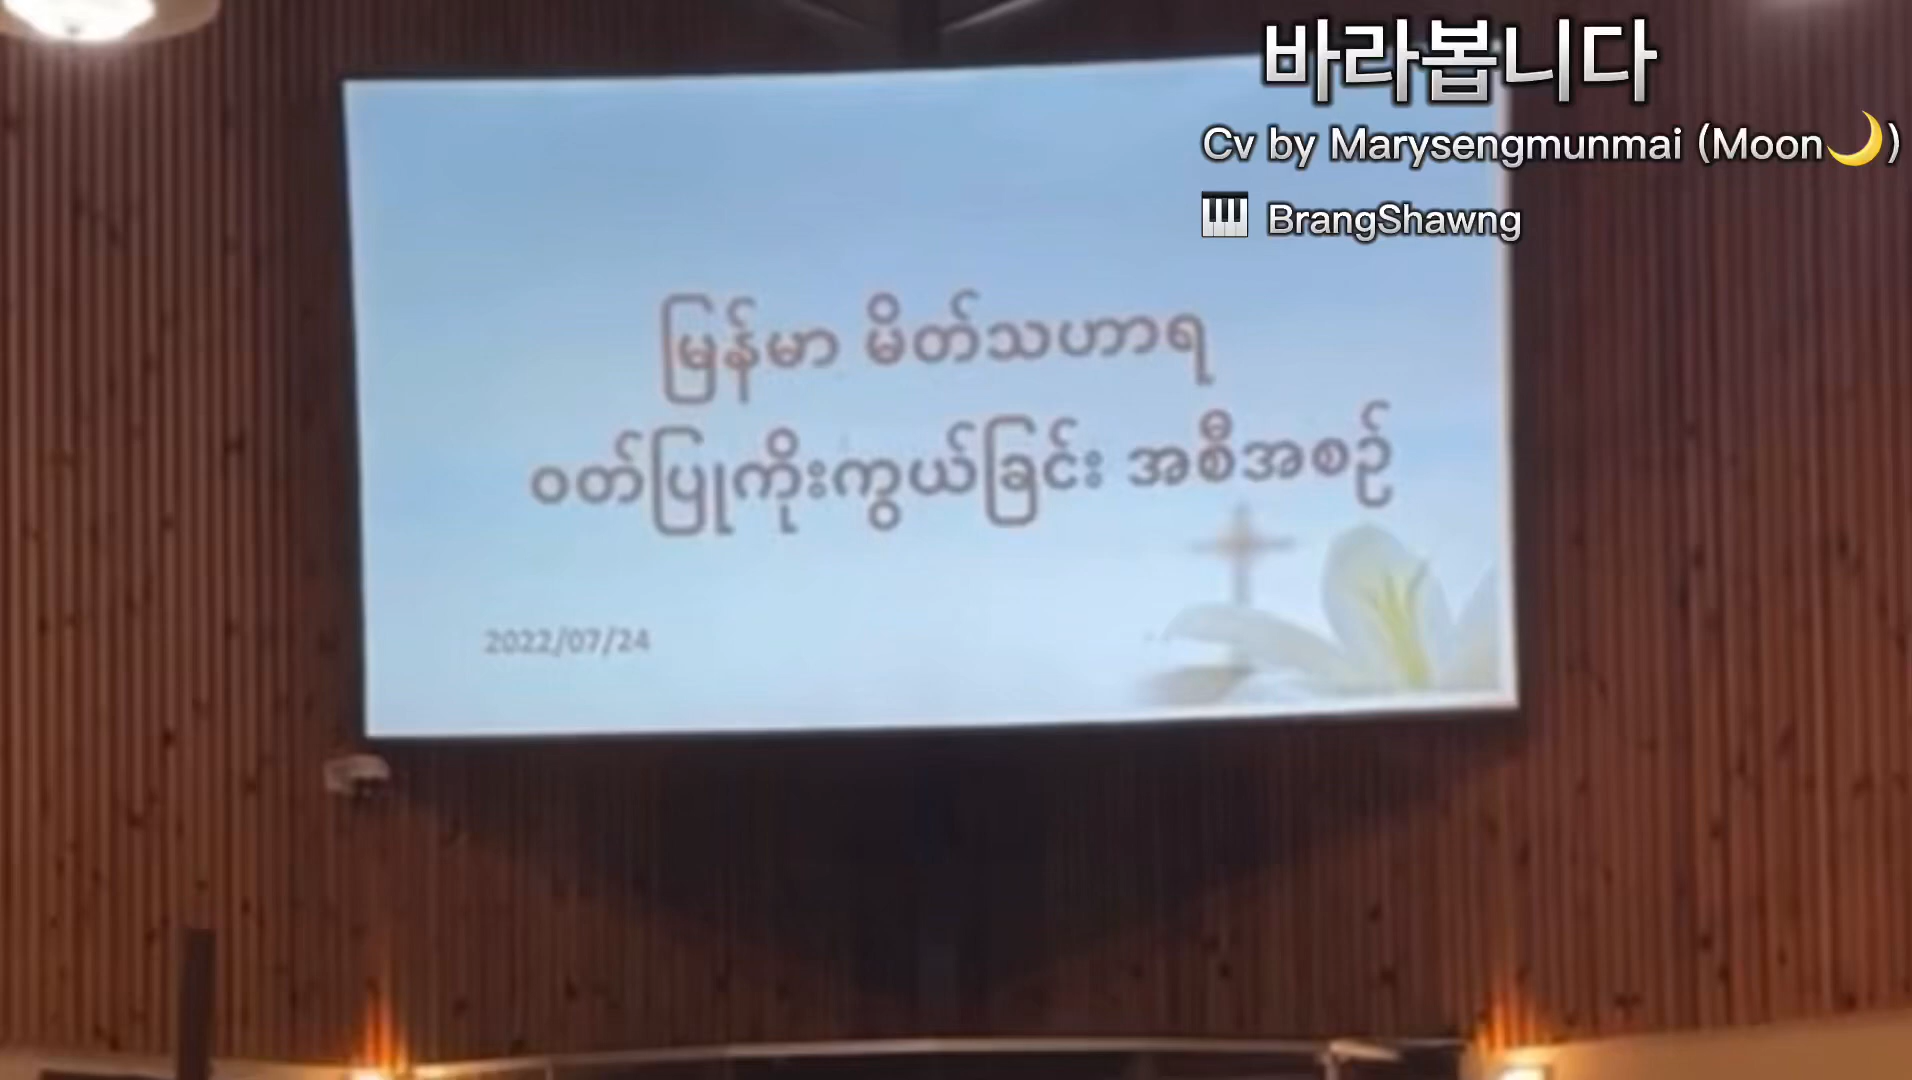 바라봅니다
Cv by Marysengmunmai (Moon🌙)
🎹 BrangShawng
မြန်မာ မိတ်သဟာရ
ဝတ်ပြုကိုးကွယ်ခြင်း အစီအစဉ်
2022/07/24